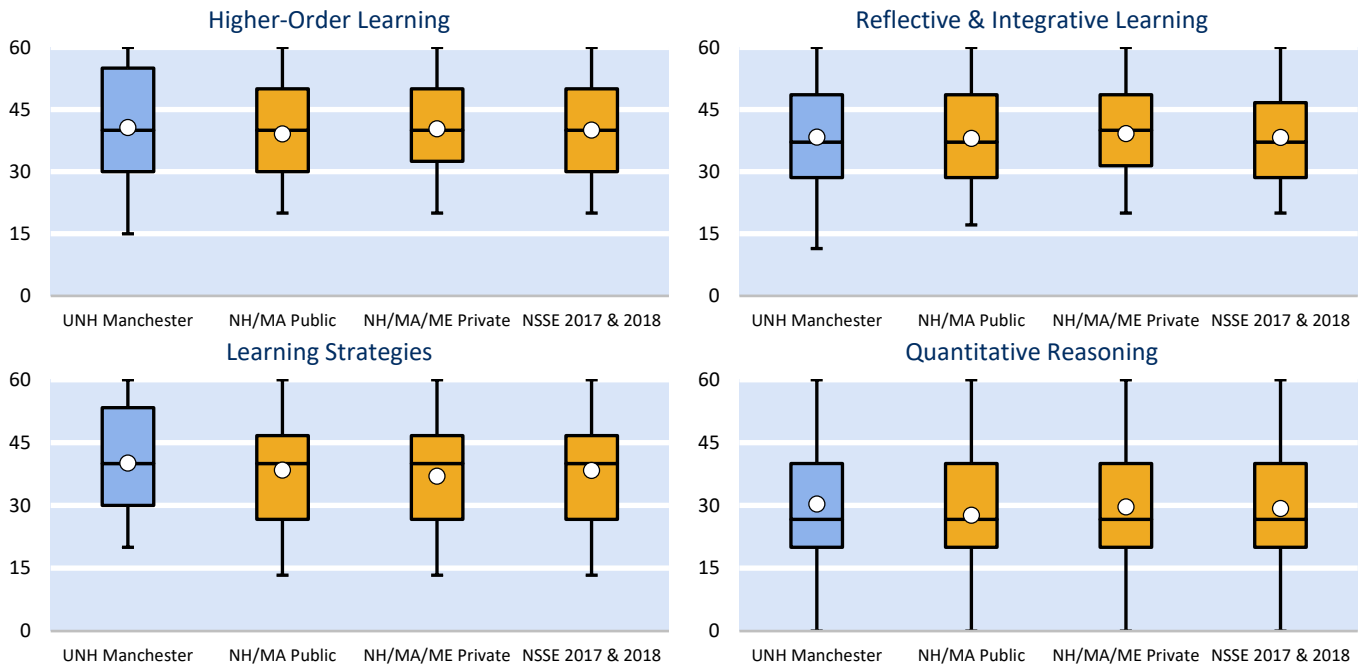 Higher-Order Learning
60
45
30
15
0
UNH Manchester NH/MA Public NH/MA/ME Private NSSE 2017 & 2018
Reflective & Integrative Learning
60
45
30
15
0
UNH Manchester NH/MA Public NH/MA/ME Private NSSE 2017 & 2018
Learning Strategies
60
45
30
15
0
UNH Manchester NH/MA Public NH/MA/ME Private NSSE 2017 & 2018
Quantitative Reasoning
60
45
30
15
0
UNH Manchester NH/MA Public NH/MA/ME Private NSSE 2017 & 2018